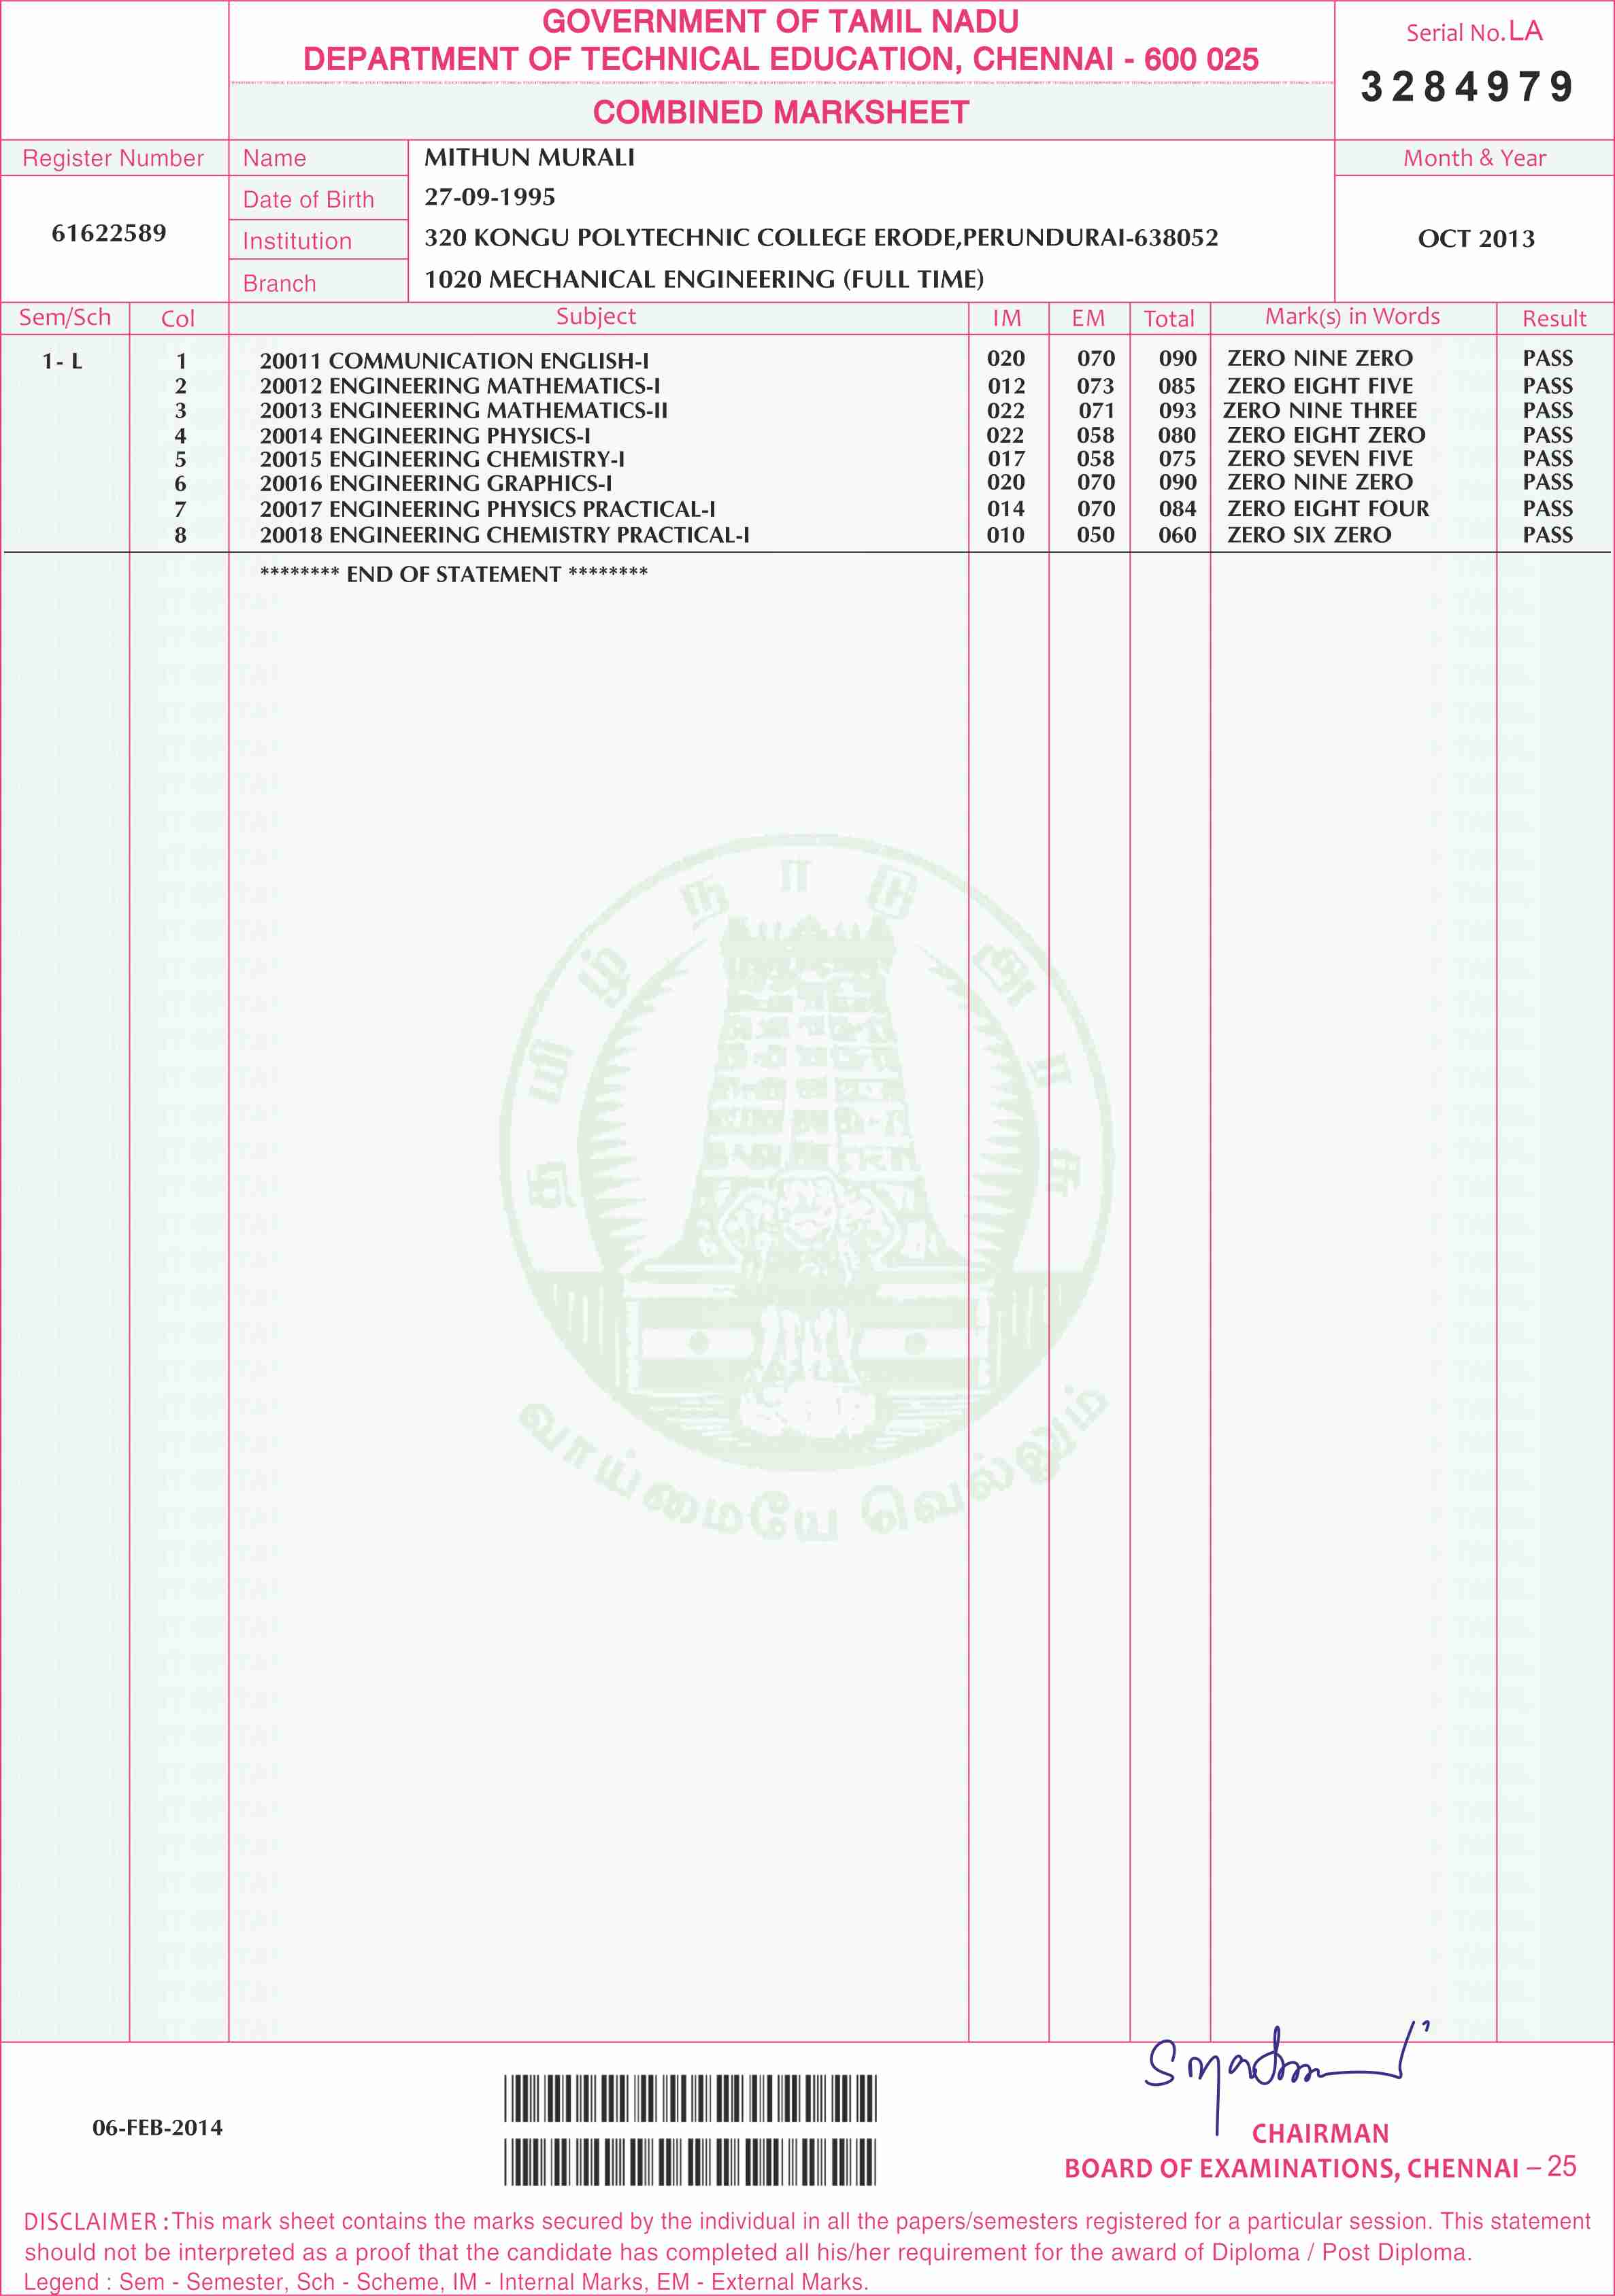 GOVERNMENT OF TAMIL NADU
DEPARTMENT OF TECHNICAL EDUCATION, CHENNAI - 600 025
COMBINED MARKSHEET
Serial No. LA
3284979
Register Number
61622589
Name MITHUN MURALI
Date of Birth 27-09-1995
Institution 320 KONGU POLYTECHNIC COLLEGE ERODE,PERUNDURAI-638052
Branch 1020 MECHANICAL ENGINEERING (FULL TIME)
Month & Year
OCT 2013
Sem/Sch Col Subject IM EM Total Mark(s) in Words Result
1- L 1 20011 COMMUNICATION ENGLISH-I 020 070 090 ZERO NINE ZERO PASS
2 20012 ENGINEERING MATHEMATICS-I 012 073 085 ZERO EIGHT FIVE PASS
3 20013 ENGINEERING MATHEMATICS-II 022 071 093 ZERO NINE THREE PASS
4 20014 ENGINEERING PHYSICS-I 022 058 080 ZERO EIGHT ZERO PASS
5 20015 ENGINEERING CHEMISTRY-I 017 058 075 ZERO SEVEN FIVE PASS
6 20016 ENGINEERING GRAPHICS-I 020 070 090 ZERO NINE ZERO PASS
7 20017 ENGINEERING PHYSICS PRACTICAL-I 014 070 084 ZERO EIGHT FOUR PASS
8 20018 ENGINEERING CHEMISTRY PRACTICAL-I 010 050 060 ZERO SIX ZERO PASS
******** END OF STATEMENT ********
தமிழ் நாடு அரசு
வாய்மையே வெல்லும்
06-FEB-2014
CHAIRMAN
BOARD OF EXAMINATIONS, CHENNAI – 25
DISCLAIMER : This mark sheet contains the marks secured by the individual in all the papers/semesters registered for a particular session. This statement
should not be interpreted as a proof that the candidate has completed all his/her requirement for the award of Diploma / Post Diploma.
Legend : Sem - Semester, Sch - Scheme, IM - Internal Marks, EM - External Marks.